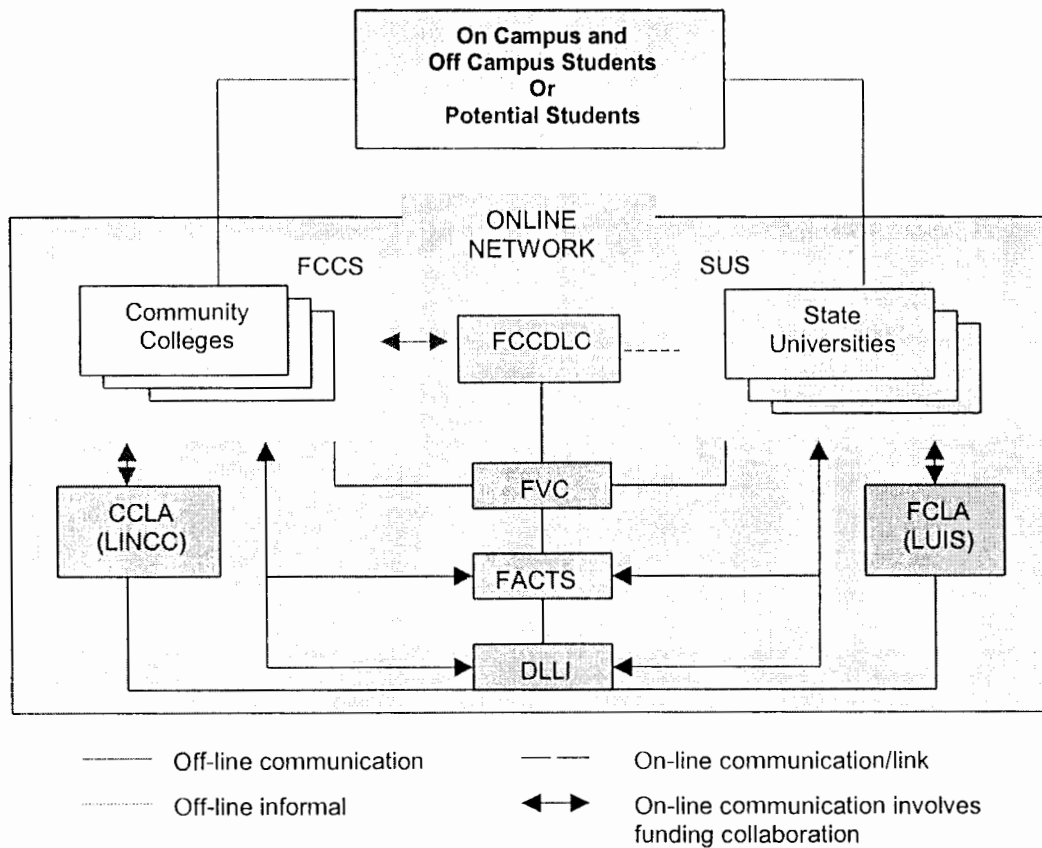 On Campus and
Off Campus Students
Or
Potential Students
ONLINE
NETWORK
FCCS
SUS
Community
Colleges
FCCDLC
State
Universities
CCLA
(LINCC)
FVC
FCLA
(LUIS)
FACTS
DLLI
Off-line communication
On-line communication/link
Off-line informal
On-line communication involves
funding collaboration